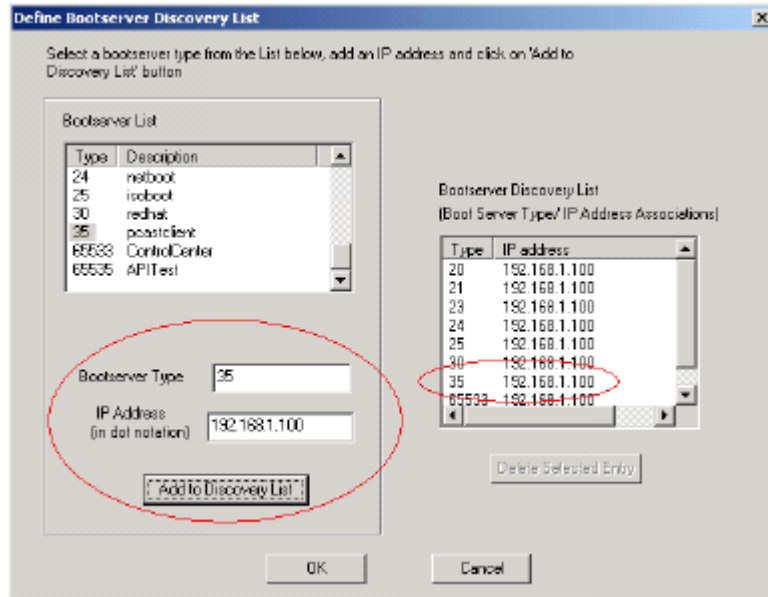 Define Bootserver Discovery List
Select a bootserver type from the List below, add an IP address and click on 'Add to
Discovery List' button
Bootserver List
Type Description
24 netboot
25 isoboot
30 redhat
35 pcastclient
65533 ControlCenter
65535 APITest
Bootserver Type 35
IP Address
(in dot notation) 192.168.1.100
Add to Discovery List
Bootserver Discovery List
(Boot Server Type/ IP Address Associations)
Type IP address
20 192.168.1.100
21 192.168.1.100
23 192.168.1.100
24 192.168.1.100
25 192.168.1.100
30 192.168.1.100
35 192.168.1.100
65533 192.168.1.100
Delete Selected Entry
OK Cancel